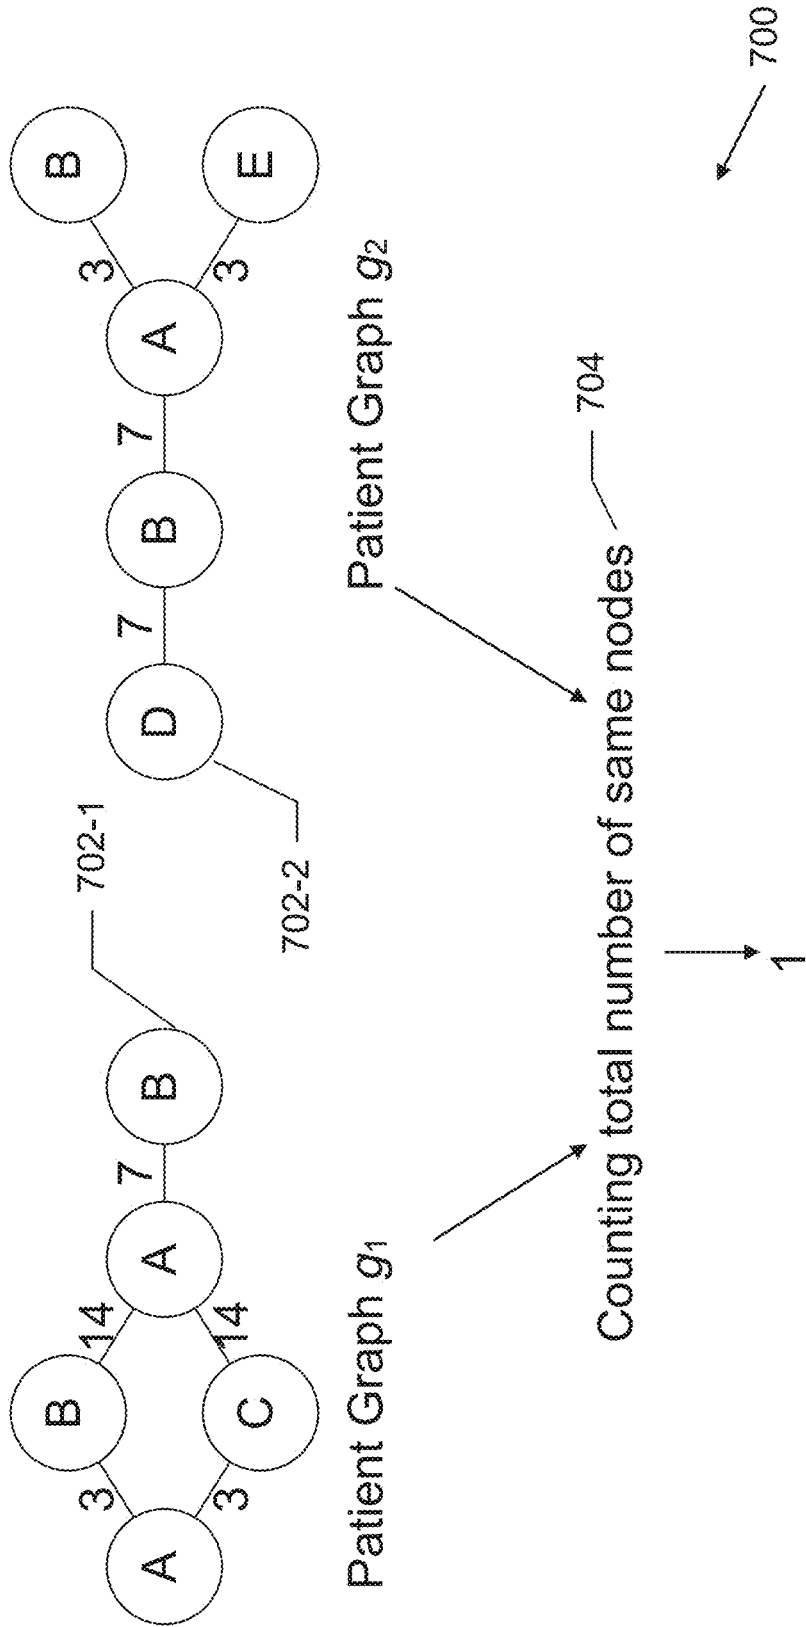 B B
3 14 702-1 3
7 7 7
A A B D B A
3 14 3
C E
702-2
Patient Graph g1 Patient Graph g2
704
Counting total number of same nodes
700
1